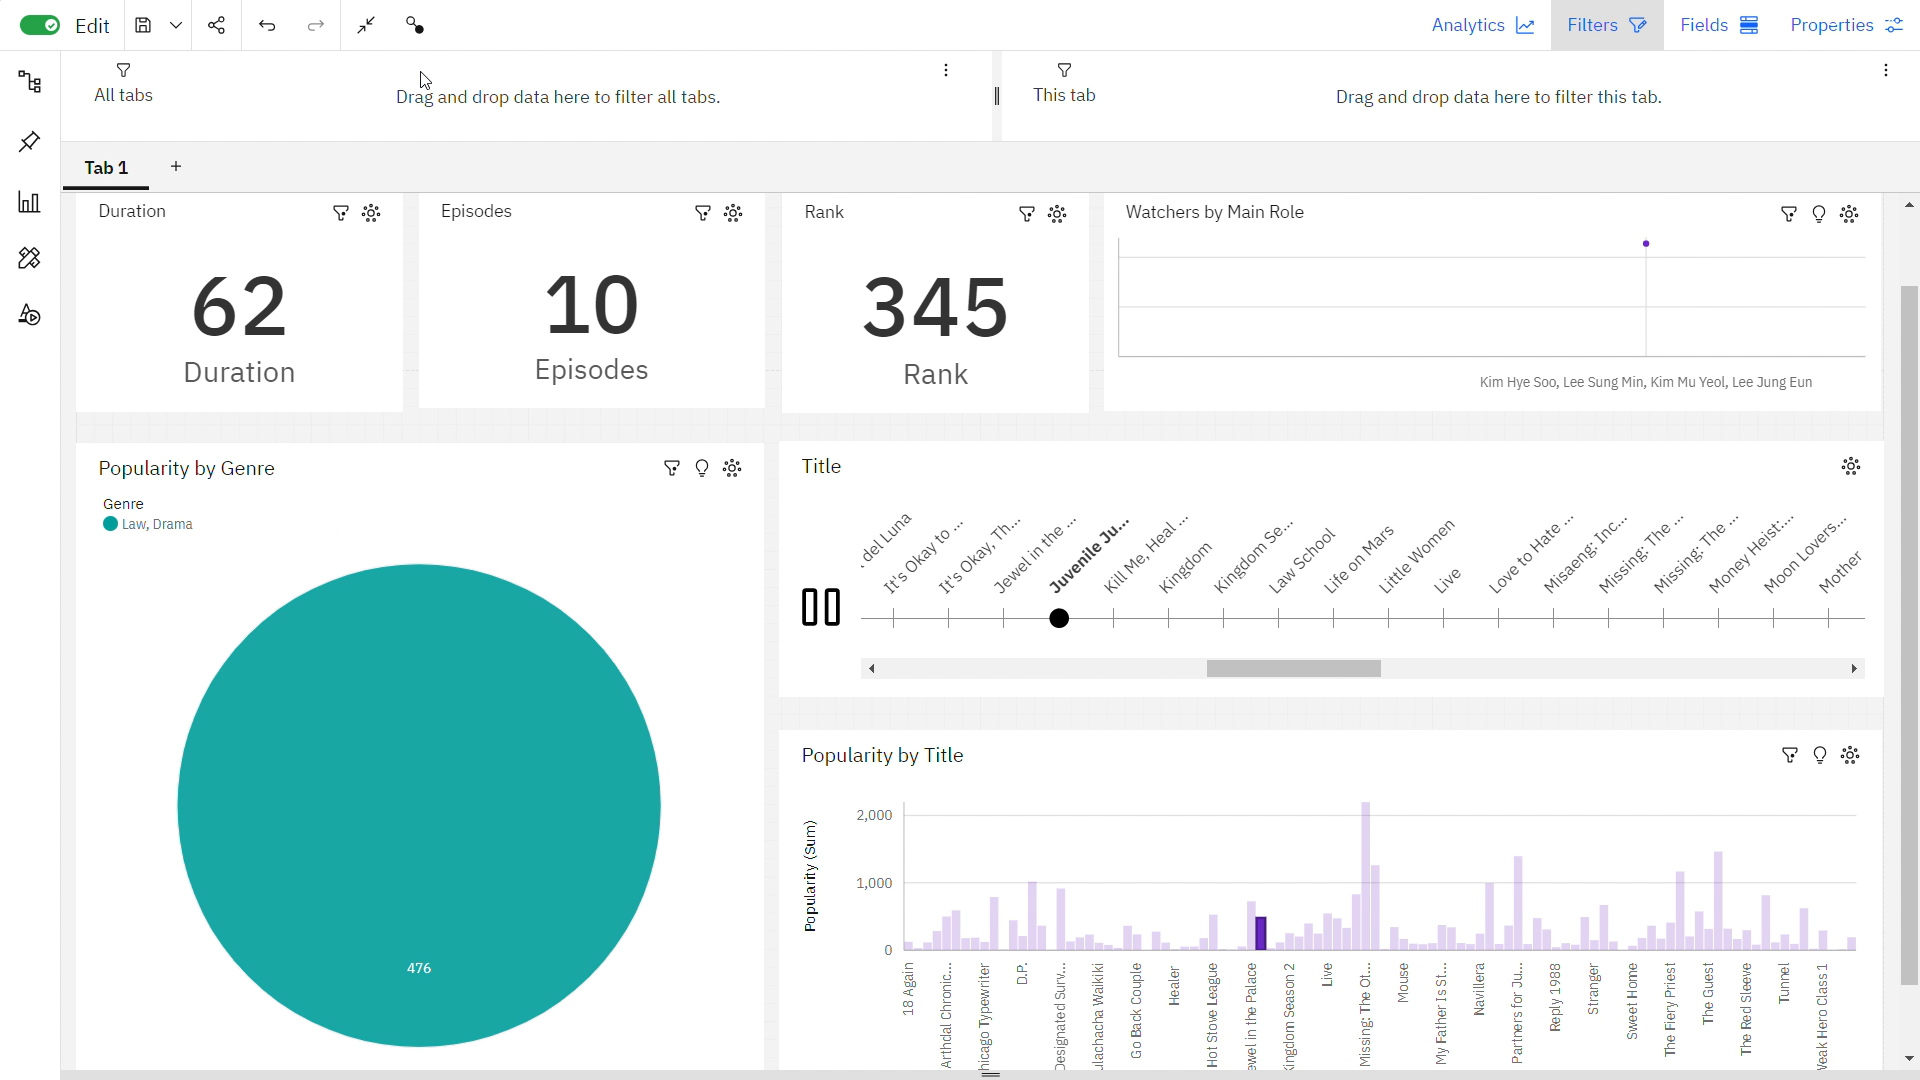 Edit
Analytics
Filters
Fields
Properties
All tabs
Drag and drop data here to filter all tabs.
This tab
Drag and drop data here to filter this tab.
Tab 1
+
Duration
62
Duration
Episodes
10
Episodes
Rank
345
Rank
Watchers by Main Role
Kim Hye Soo, Lee Sung Min, Kim Mu Yeol, Lee Jung Eun
Popularity by Genre
Genre
Law, Drama
476
Title
del Luna
It's Okay to ...
It's Okay, Th...
Jewel in the ...
Juvenile Ju...
Kill Me, Heal ...
Kingdom
Kingdom Se...
Law School
Life on Mars
Little Women
Live
Love to Hate ...
Misaeng: Inc...
Missing: The ...
Missing: The ...
Money Heist:...
Moon Lovers...
Mother
Popularity by Title
Popularity (Sum)
2,000
1,000
0
18 Again
Arthdal Chronic...
hicago Typewriter
D.P.
Designed Surv...
ulachacha Waikiki
Go Back Couple
Healer
Hot Stove League
ewel in the Palace
Kingdom Season 2
Live
Missing: The Ot...
Mouse
My Father Is St...
Navillera
Partners for Ju...
Reply 1988
Stranger
Sweet Home
The Fiery Priest
The Guest
The Red Sleeve
Tunnel
Weak Hero Class 1